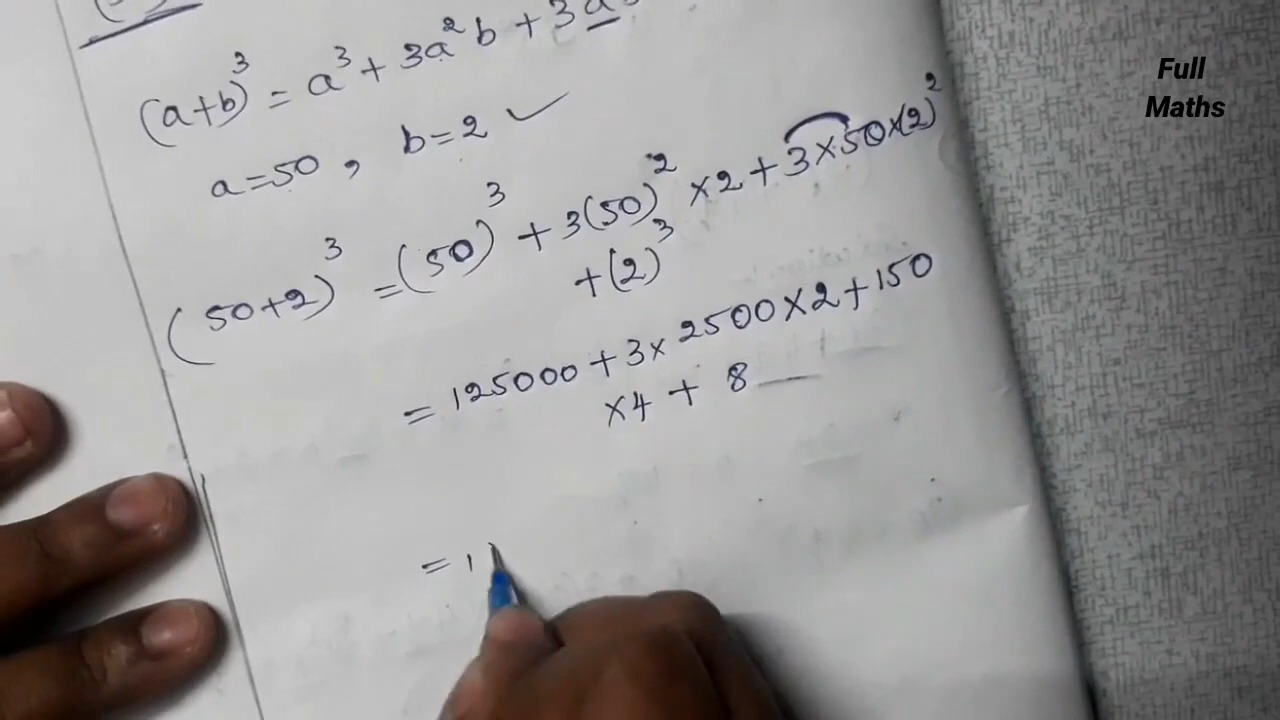 (a+b)³ = a³ + 3a²b + 3a
a=50, b=2 ✓
(50+2)³ = (50)³ + 3(50)² ×2 + 3×50×(2)²
+(2)³
= 125000 + 3× 2500×2+150
×4 + 8
= 1
Full
Maths